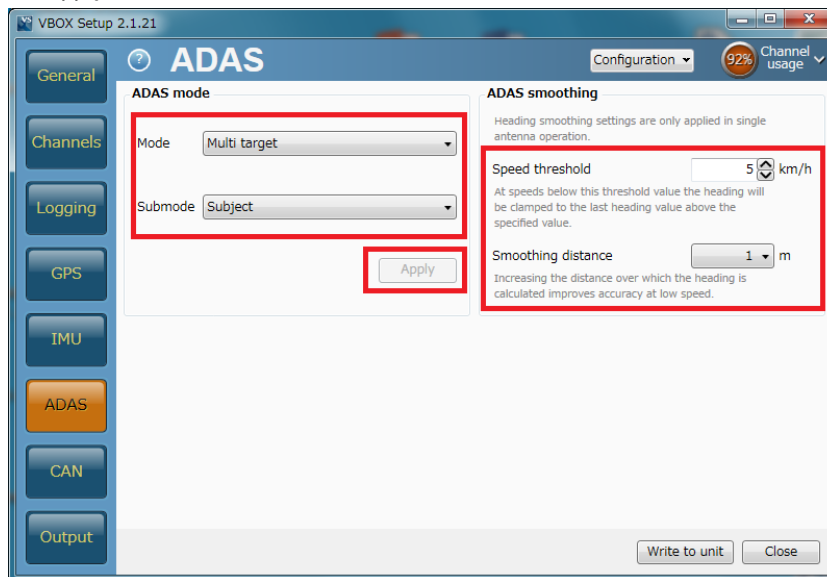 VBOX Setup 2.1.21
ADAS
Configuration
92%
Channel
usage
General
Channels
Logging
GPS
IMU
ADAS
CAN
Output
ADAS mode
Mode
Multi target
Submode
Subject
Apply
ADAS smoothing
Heading smoothing settings are only applied in single
antenna operation.
Speed threshold
5 km/h
At speeds below this threshold value the heading will
be clamped to the last heading value above the
specified value.
Smoothing distance
1 m
Increasing the distance over which the heading is
calculated improves accuracy at low speed.
Write to unit
Close